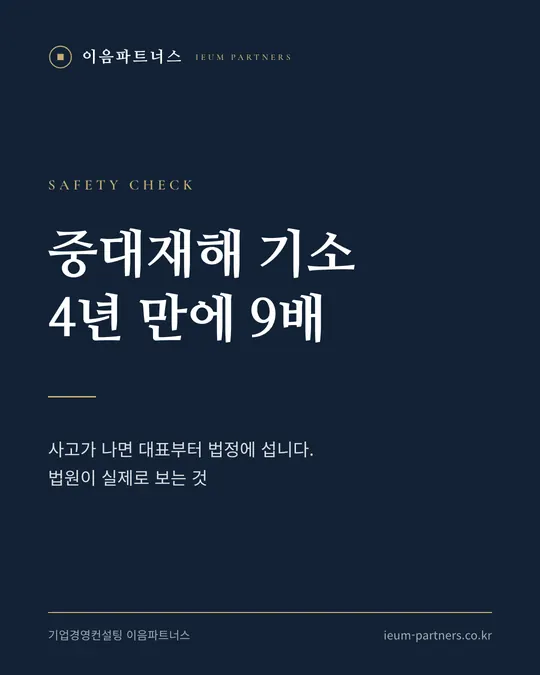 이음파트너스 IEUM PARTNERS
SAFETY CHECK
중대재해 기소
4년 만에 9배
사고가 나면 대표부터 법정에 섭니다.
법원이 실제로 보는 것
기업경영컨설팅 이음파트너스
ieum-partners.co.kr